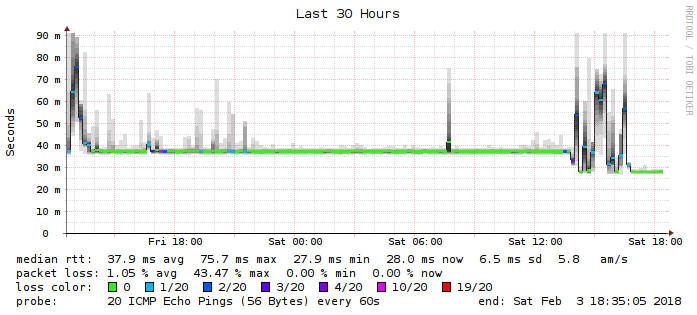 Last 30 Hours
RRDTOOL / TOBI OETIKER
Seconds
90 m
80 m
70 m
60 m
50 m
40 m
30 m
20 m
10 m
0
Fri 18:00 Sat 00:00 Sat 06:00 Sat 12:00 Sat 18:00
median rtt: 37.9 ms avg 75.7 ms max 27.9 ms min 28.0 ms now 6.5 ms sd 5.8 am/s
packet loss: 1.05 % avg 43.47 % max 0.00 % min 0.00 % now
loss color: 0 1/20 2/20 3/20 4/20 10/20 19/20
probe: 20 ICMP Echo Pings (56 Bytes) every 60s end: Sat Feb 3 18:35:05 2018